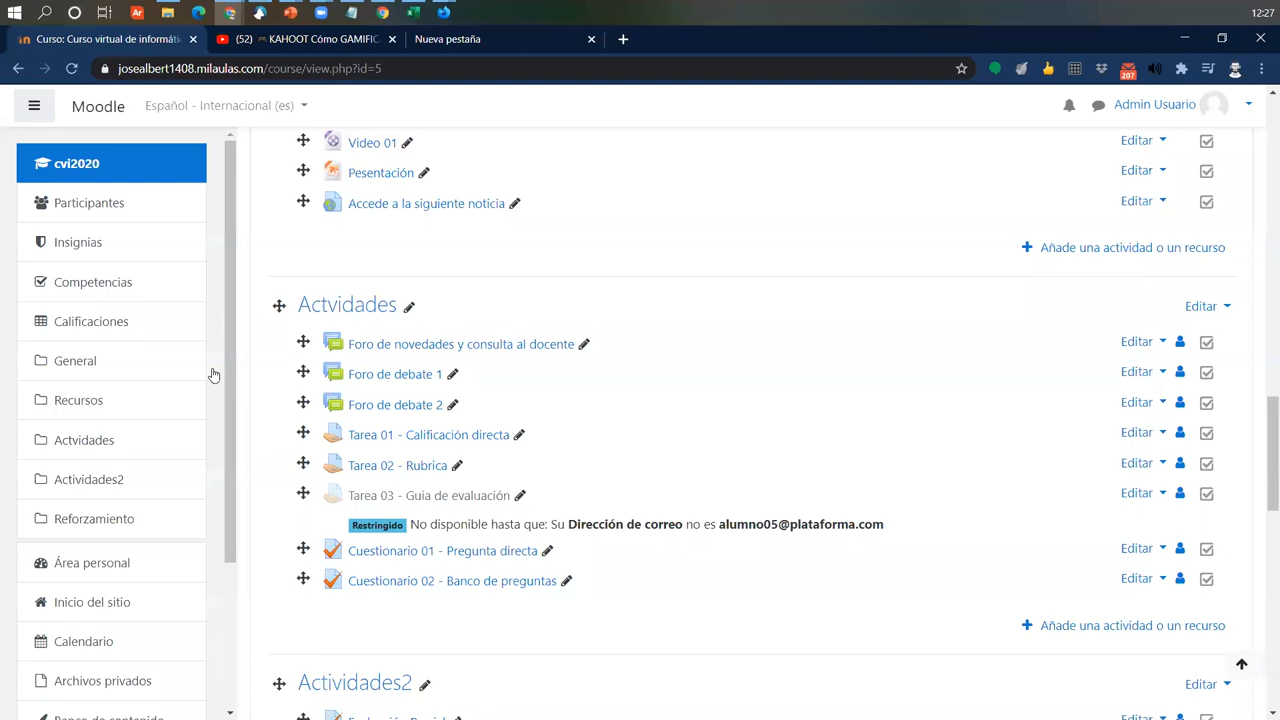 12:27
Curso: Curso virtual de informáti
(52) 🎮 KAHOOT Cómo GAMIFIC
Nueva pestaña
josealbert1408.milaulas.com/course/view.php?id=5
207
Moodle
Español - Internacional (es)
Admin Usuario
cvi2020
Participantes
Insignias
Competencias
Calificaciones
General
Recursos
Actvidades
Actividades2
Reforzamiento
Área personal
Inicio del sitio
Calendario
Archivos privados
Banco de contenido
Video 01
Editar
Pesentación
Editar
Accede a la siguiente noticia
Editar
Añade una actividad o un recurso
Actvidades
Editar
Foro de novedades y consulta al docente
Editar
Foro de debate 1
Editar
Foro de debate 2
Editar
Tarea 01 - Calificación directa
Editar
Tarea 02 - Rubrica
Editar
Tarea 03 - Guia de evaluación
Editar
Restringido No disponible hasta que: Su Dirección de correo no es alumno05@plataforma.com
Cuestionario 01 - Pregunta directa
Editar
Cuestionario 02 - Banco de preguntas
Editar
Añade una actividad o un recurso
Actividades2
Editar
Editar